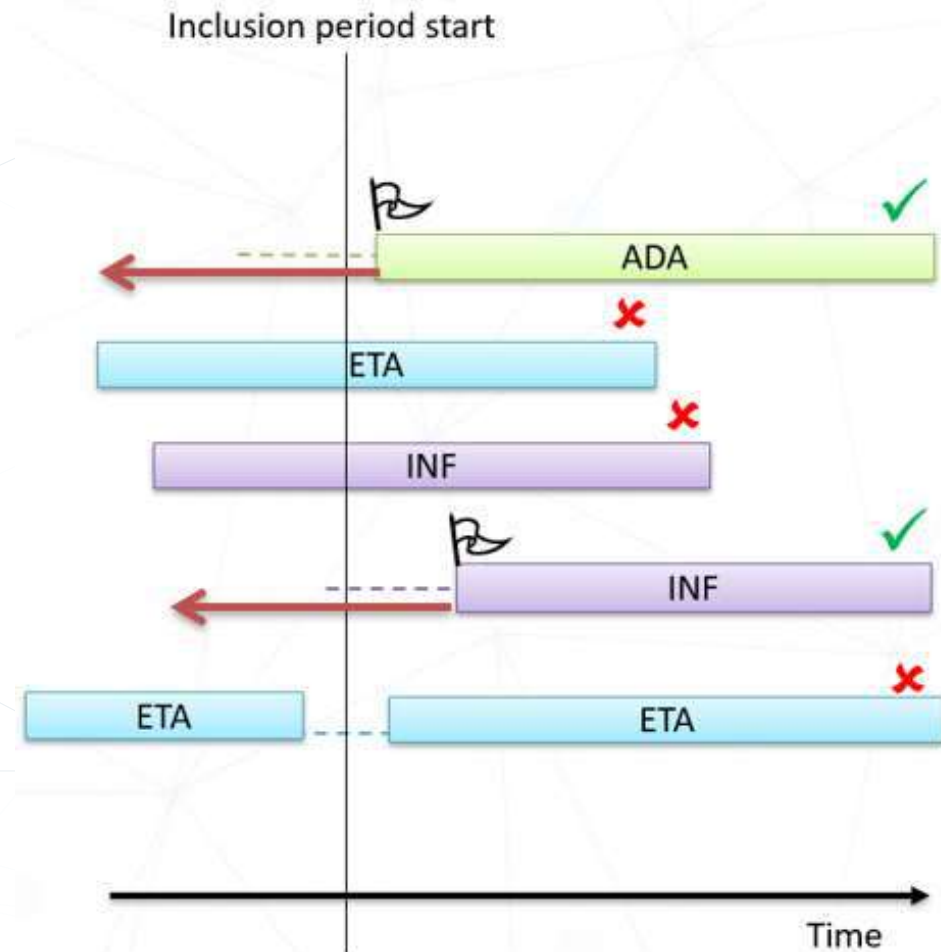 Inclusion period start
ADA
ETA
INF
INF
ETA
ETA
Time